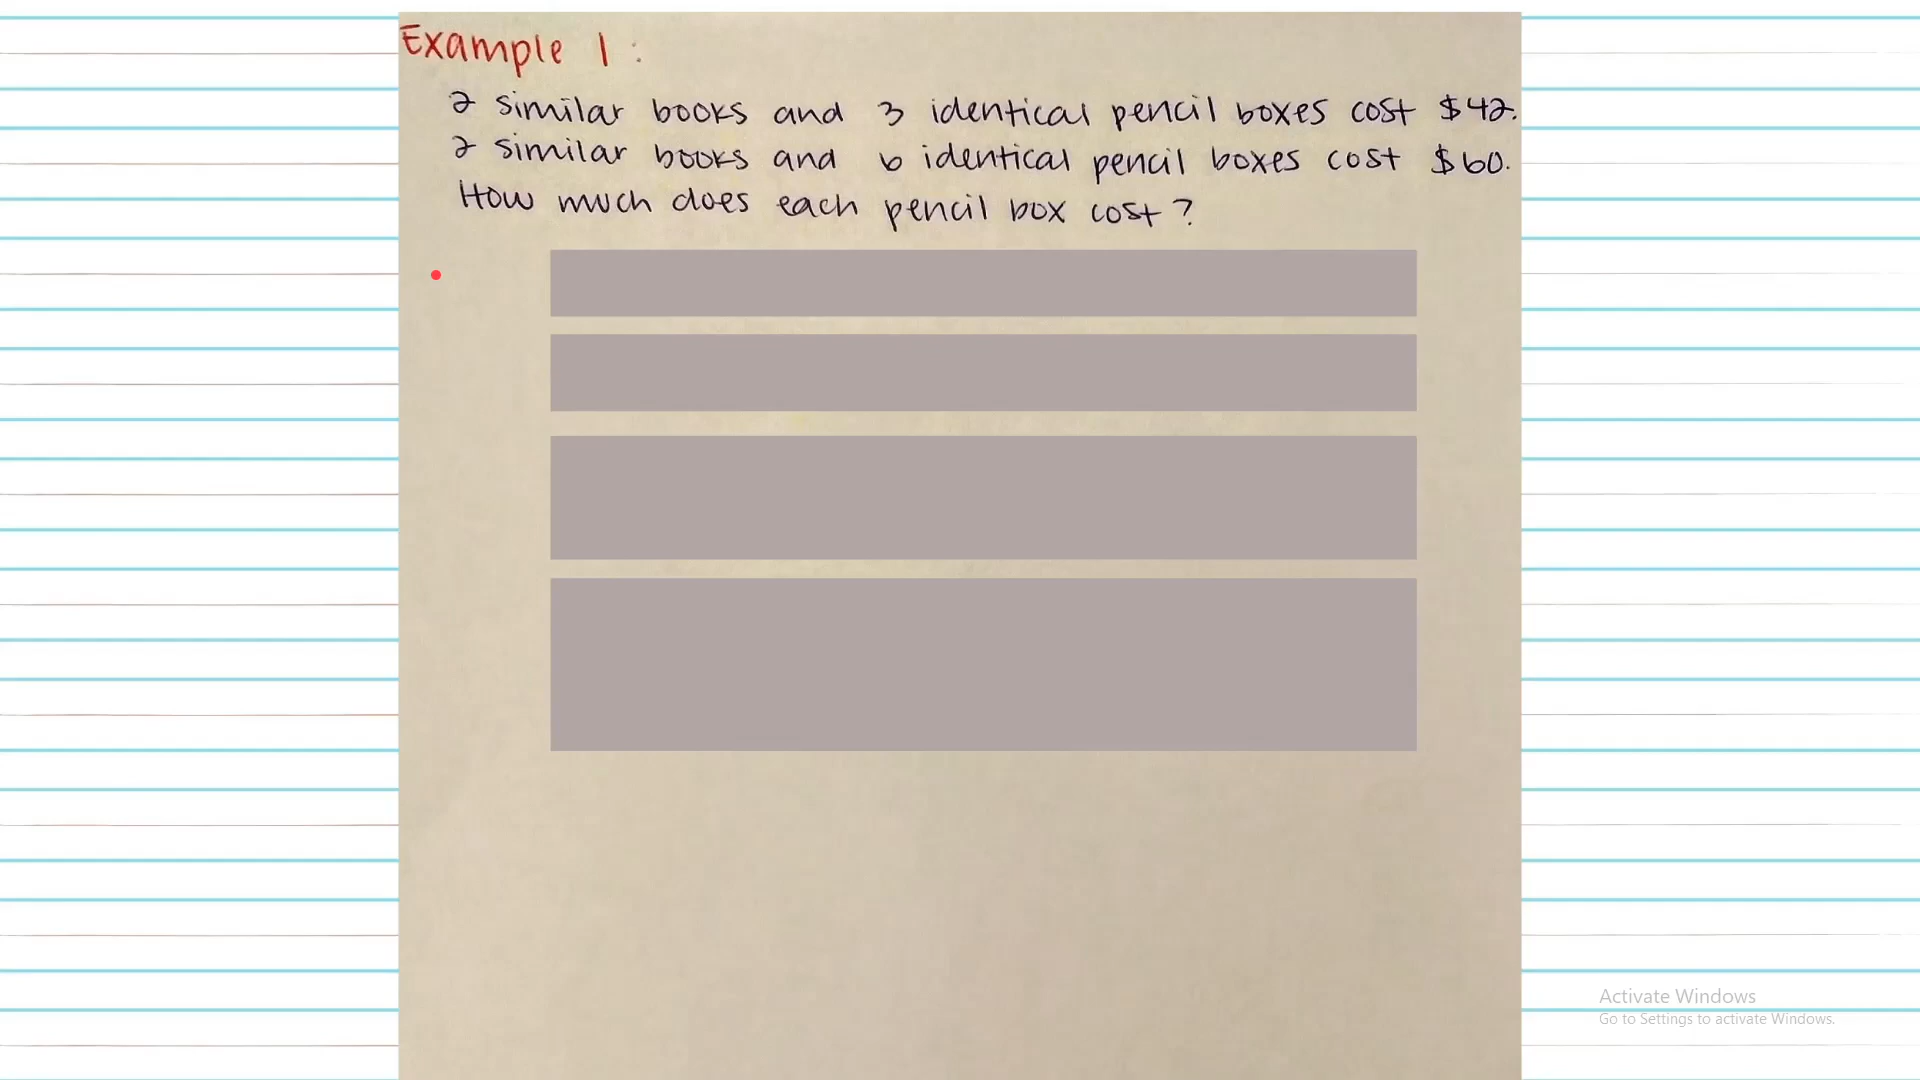 Example 1 :
2 similar books and 3 identical pencil boxes cost $42.
2 similar books and 6 identical pencil boxes cost $60.
How much does each pencil box cost ?
Activate Windows
Go to Settings to activate Windows.